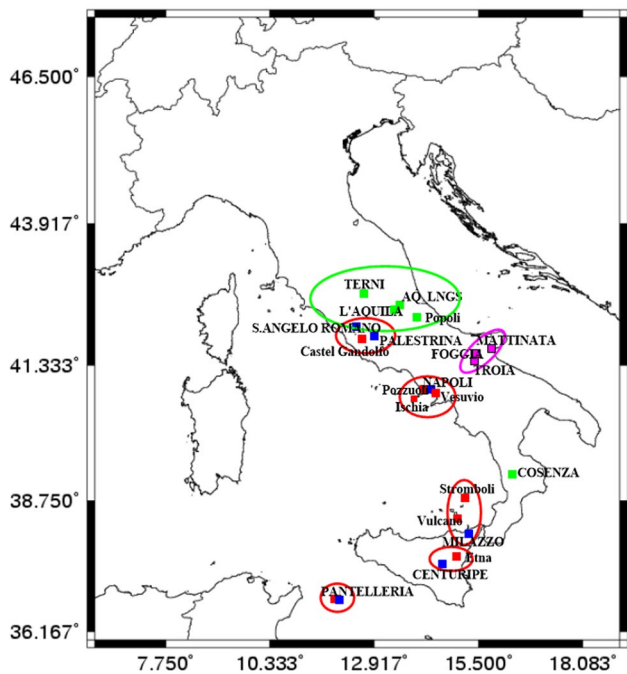 46.500°
43.917°
TERNI
AQ. LNGS
L'AQUILA
Popoli
S.ANGELO ROMANO
PALESTRINA
Castel Gandolfo
MATTINATA
FOGGIA
TROIA
41.333°
NAPOLI
Pozzuoli
Vesuvio
Ischia
COSENZA
38.750°
Stromboli
Vulcano
MILAZZO
Etna
CENTURIPE
PANTELLERIA
36.167°
7.750° 10.333° 12.917° 15.500° 18.083°